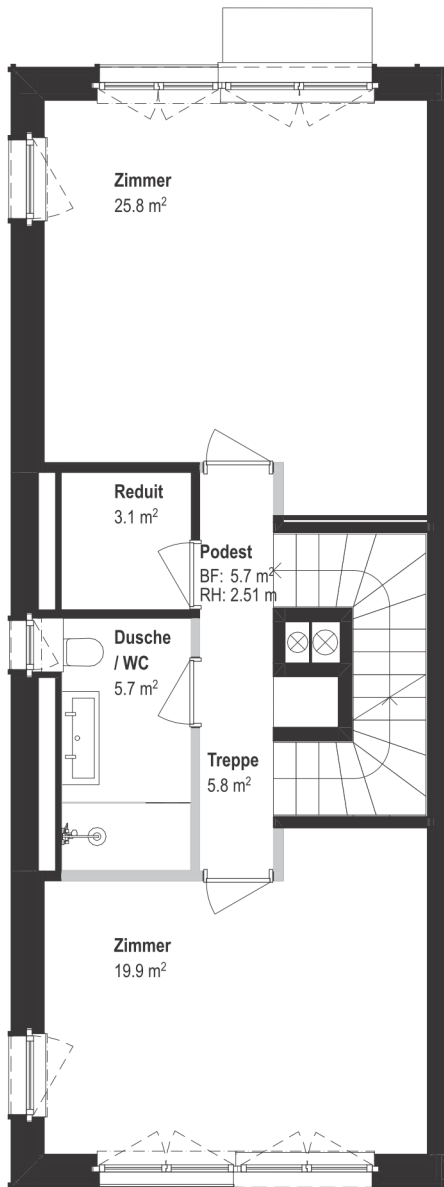 Zimmer
25.8 m²
Reduit
3.1 m²
Podest
BF: 5.7 m²
RH: 2.51 m
Dusche
/ WC
5.7 m²
Treppe
5.8 m²
Zimmer
19.9 m²